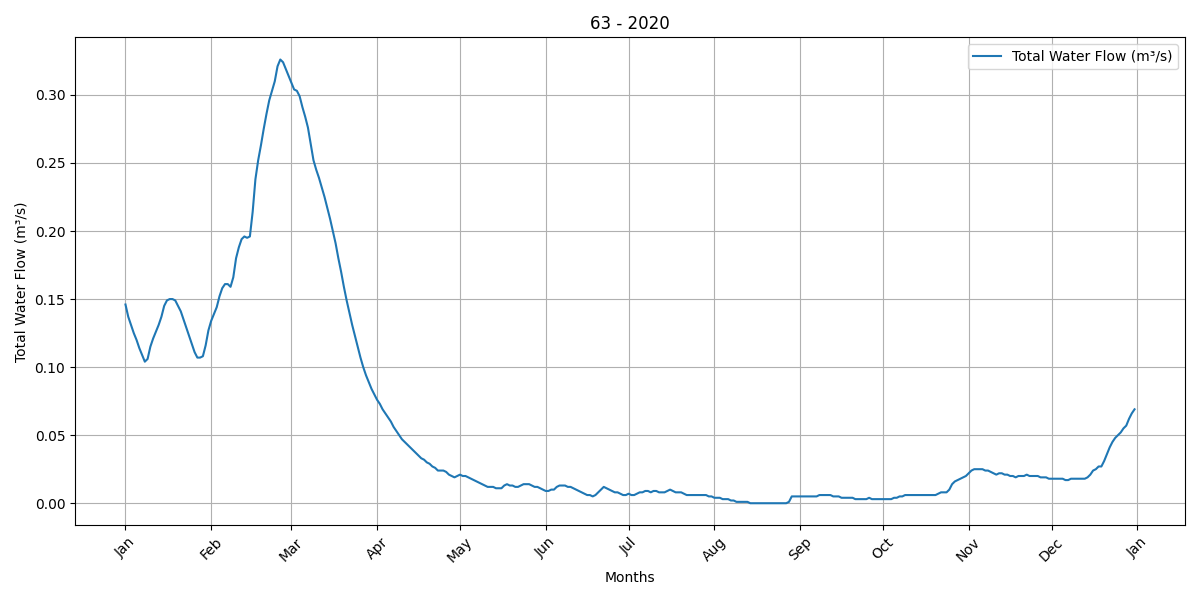 63 - 2020
Total Water Flow (m³/s)
Total Water Flow (m³/s)
0.30
0.25
0.20
0.15
0.10
0.05
0.00
Jan
Feb
Mar
Apr
May
Jun
Jul
Aug
Sep
Oct
Nov
Dec
Jan
Months